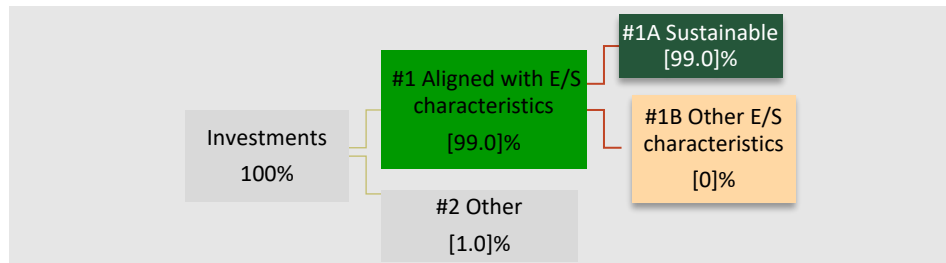 Investments
100%
#1 Aligned with E/S
characteristics
[99.0]%
#2 Other
[1.0]%
#1A Sustainable
[99.0]%
#1B Other E/S
characteristics
[0]%